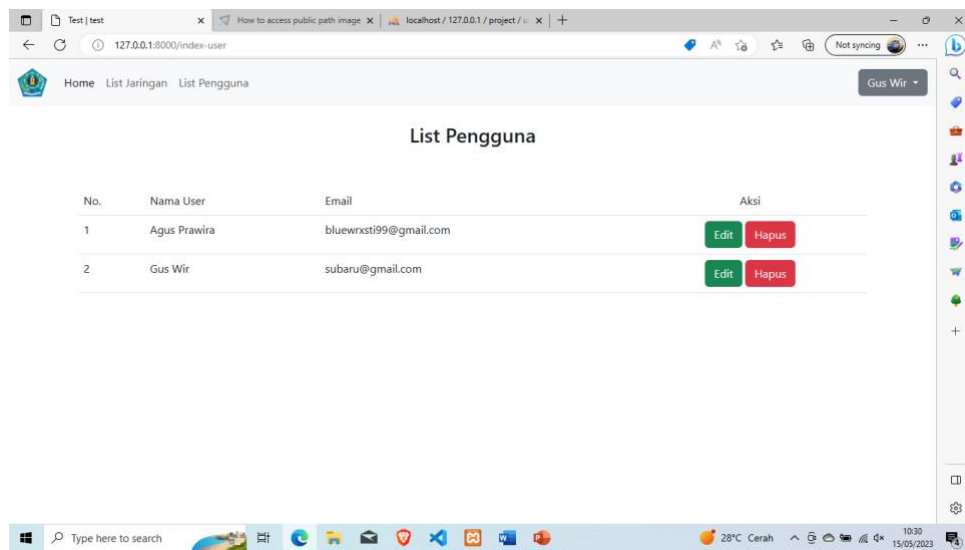 Test | test
How to access public path image
localhost / 127.0.0.1 / project / u
127.0.0.1:8000/index-user
Not syncing
Home List Jaringan List Pengguna
Gus Wir
List Pengguna
No. Nama User Email Aksi
1 Agus Prawira bluewrxsti99@gmail.com Edit Hapus
2 Gus Wir subaru@gmail.com Edit Hapus
Type here to search
28°C Cerah
10:30
15/05/2023